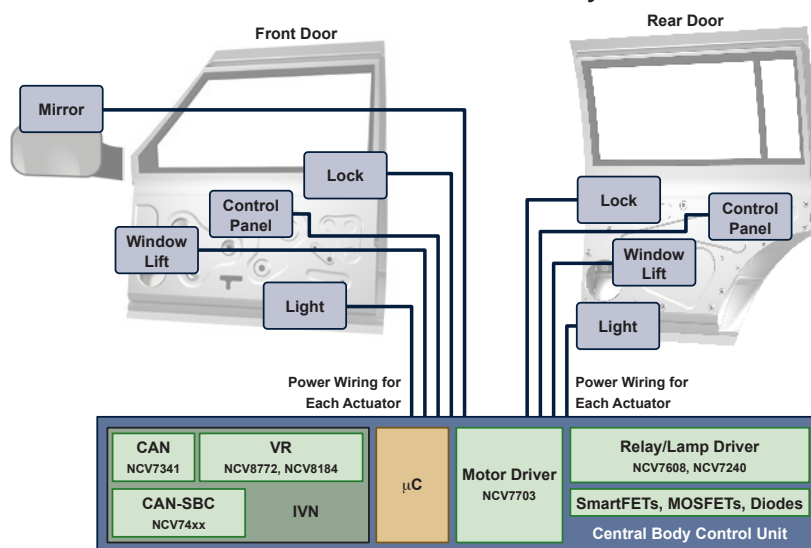 Front Door
Rear Door
Mirror
Lock
Control
Panel
Window
Lift
Light
Lock
Control
Panel
Window
Lift
Light
Power Wiring for
Each Actuator
Power Wiring for
Each Actuator
CAN
NCV7341
VR
NCV8772, NCV8184
CAN-SBC
NCV74xx
IVN
µC
Motor Driver
NCV7703
Relay/Lamp Driver
NCV7608, NCV7240
SmartFETs, MOSFETs, Diodes
Central Body Control Unit